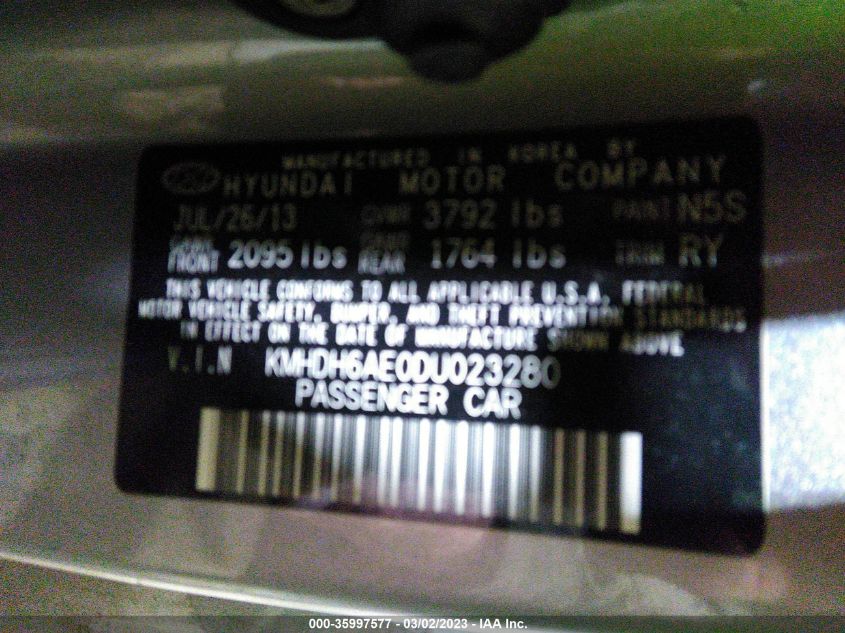 MANUFACTURED IN KOREA BY
HYUNDAI MOTOR COMPANY
JUL/26/13 GVWR 3792 lbs PAINT N5S
GAWR FRONT 2095 lbs GAWR REAR 1764 lbs TRIM RY
THIS VEHICLE CONFORMS TO ALL APPLICABLE U.S.A. FEDERAL
MOTOR VEHICLE SAFETY, BUMPER, AND THEFT PREVENTION STANDARDS
IN EFFECT ON THE DATE OF MANUFACTURE SHOWN ABOVE
V.I.N KMHDH6AE0DU023280
PASSENGER CAR
000-35997577 - 03/02/2023 - IAA Inc.